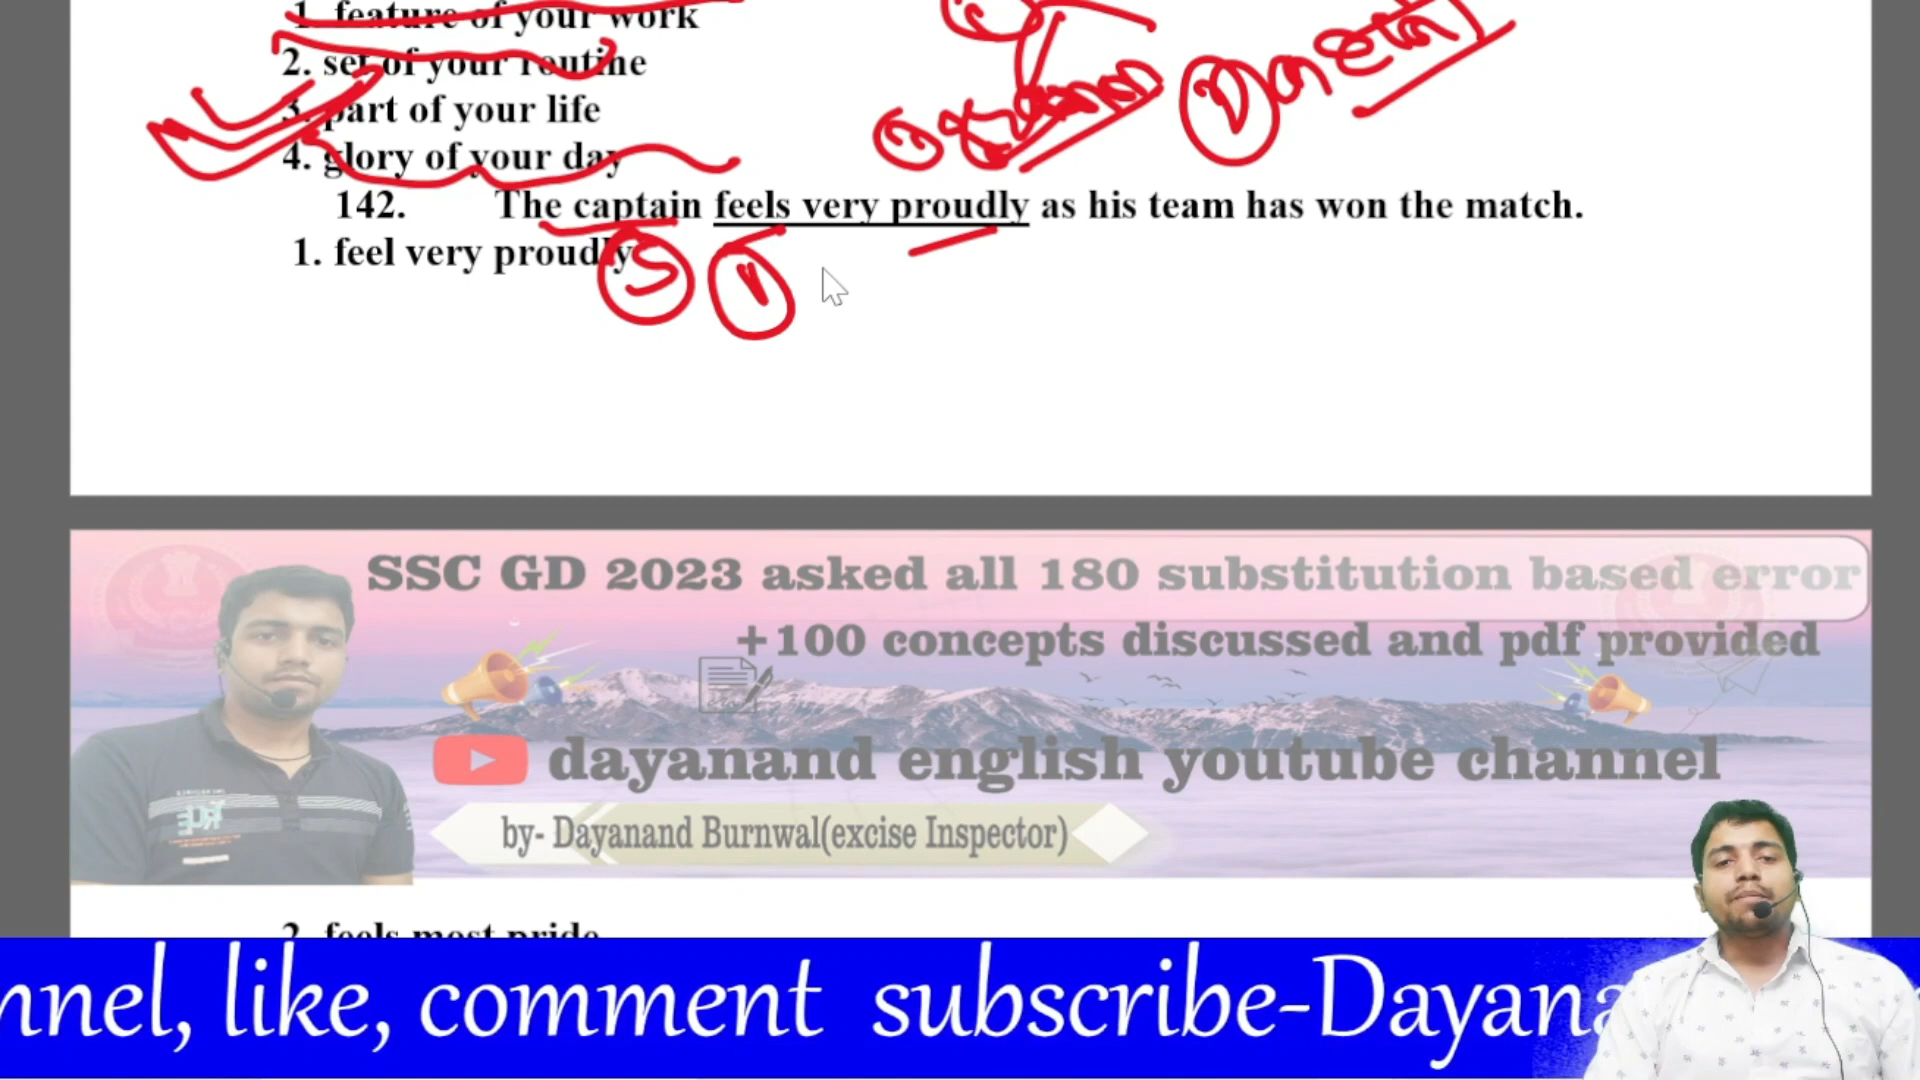 1. feature of your work
2. set of your routine
3. part of your life
4. glory of your day
142. The captain feels very proudly as his team has won the match.
1. feel very proudly
S V
SSC GD 2023 asked all 180 substitution based error
+100 concepts discussed and pdf provided
dayanand english youtube channel
by- Dayanand Burnwal(excise Inspector)
2. feels most pride
nnel, like, comment subscribe-Dayana